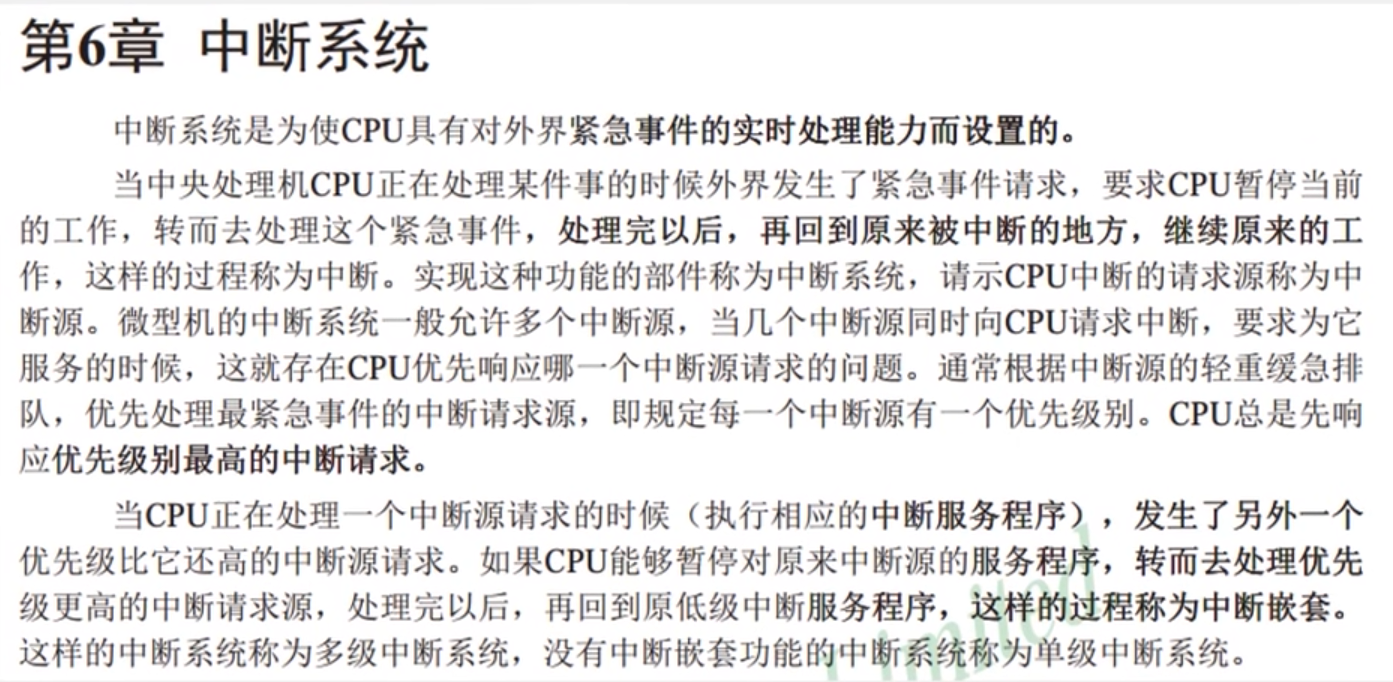 第6章 中断系统
中断系统是为使CPU具有对外界紧急事件的实时处理能力而设置的。
当中央处理机CPU正在处理某件事的时候外界发生了紧急事件请求，要求CPU暂停当前
的工作，转而去处理这个紧急事件，处理完以后，再回到原来被中断的地方，继续原来的工
作，这样的过程称为中断。实现这种功能的部件称为中断系统，请示CPU中断的请求源称为中
断源。微型机的中断系统一般允许多个中断源，当几个中断源同时向CPU请求中断，要求为它
服务的时候，这就存在CPU优先响应哪一个中断源请求的问题。通常根据中断源的轻重缓急排
队，优先处理最紧急事件的中断请求源，即规定每一个中断源有一个优先级别。CPU总是先响
应优先级别最高的中断请求。
当CPU正在处理一个中断源请求的时候（执行相应的中断服务程序），发生了另外一个
优先级比它还高的中断源请求。如果CPU能够暂停对原来中断源的服务程序，转而去处理优先
级更高的中断请求源，处理完以后，再回到原低级中断服务程序，这样的过程称为中断嵌套。
这样的中断系统称为多级中断系统，没有中断嵌套功能的中断系统称为单级中断系统。
Limited